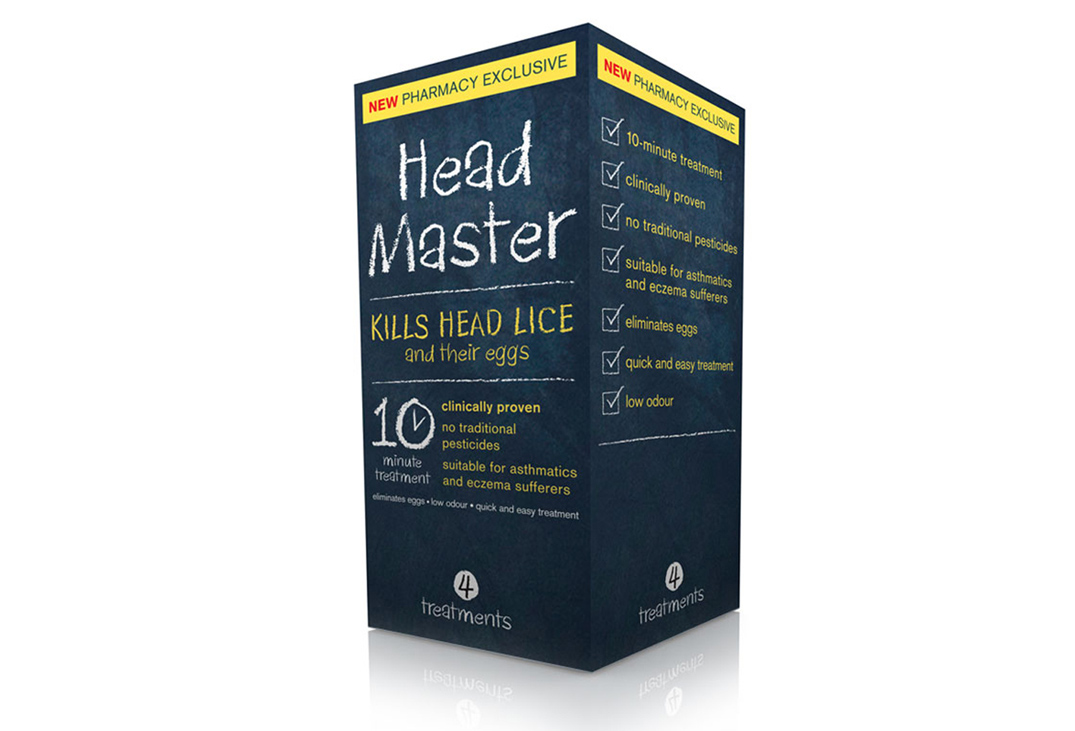 NEW PHARMACY EXCLUSIVE
Head
Master
KILLS HEAD LICE
and their eggs
10
minute
treatment
clinically proven
no traditional
pesticides
suitable for asthmatics
and eczema sufferers
eliminates eggs • low odour • quick and easy treatment
4
treatments
NEW PHARMACY EXCLUSIVE
10-minute treatment
clinically proven
no traditional pesticides
suitable for asthmatics
and eczema sufferers
eliminates eggs
quick and easy treatment
low odour
4
treatments